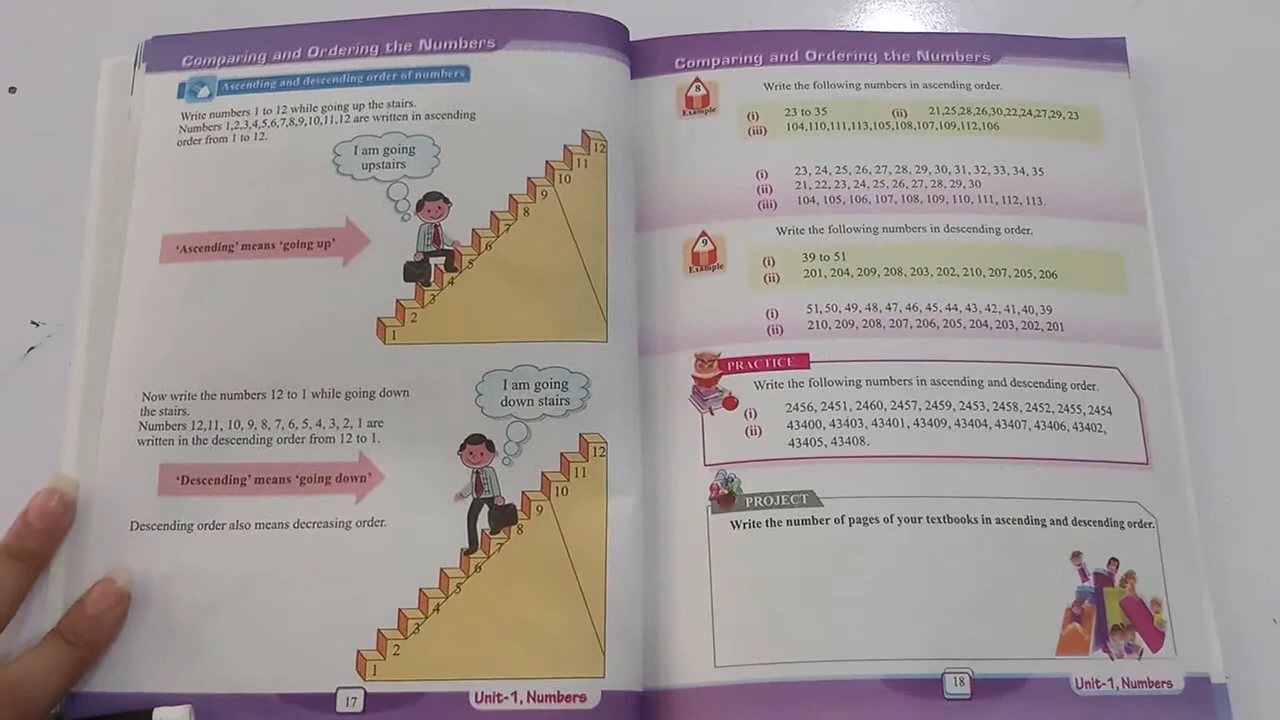 Comparing and Ordering the Numbers
Ascending and descending order of numbers
Write numbers 1 to 12 while going up the stairs.
Numbers 1,2,3,4,5,6,7,8,9,10,11,12 are written in ascending
order from 1 to 12.
I am going
upstairs
'Ascending' means 'going up'
1
2
3
4
5
6
7
8
9
10
11
12
Now write the numbers 12 to 1 while going down
the stairs.
Numbers 12,11, 10, 9, 8, 7, 6, 5, 4, 3, 2, 1 are
written in the descending order from 12 to 1.
I am going
down stairs
'Descending' means 'going down'
Descending order also means decreasing order.
1
2
3
4
5
6
7
8
9
10
11
12
17
Unit-1, Numbers
Comparing and Ordering the Numbers
8
Example
Write the following numbers in ascending order.
(i) 23 to 35 (ii) 21,25,28,26,30,22,24,27,29, 23
(iii) 104,110,111,113,105,108,107,109,112,106
(i) 23, 24, 25, 26, 27, 28, 29, 30, 31, 32, 33, 34, 35
(ii) 21, 22, 23, 24, 25, 26, 27, 28, 29, 30
(iii) 104, 105, 106, 107, 108, 109, 110, 111, 112, 113.
9
Example
Write the following numbers in descending order.
(i) 39 to 51
(ii) 201, 204, 209, 208, 203, 202, 210, 207, 205, 206
(i) 51, 50, 49, 48, 47, 46, 45, 44, 43, 42, 41, 40, 39
(ii) 210, 209, 208, 207, 206, 205, 204, 203, 202, 201
PRACTICE
Write the following numbers in ascending and descending order.
(i) 2456, 2451, 2460, 2457, 2459, 2453, 2458, 2452, 2455, 2454
(ii) 43400, 43403, 43401, 43409, 43404, 43407, 43406, 43402,
43405, 43408.
PROJECT
Write the number of pages of your textbooks in ascending and descending order.
18
Unit-1, Numbers